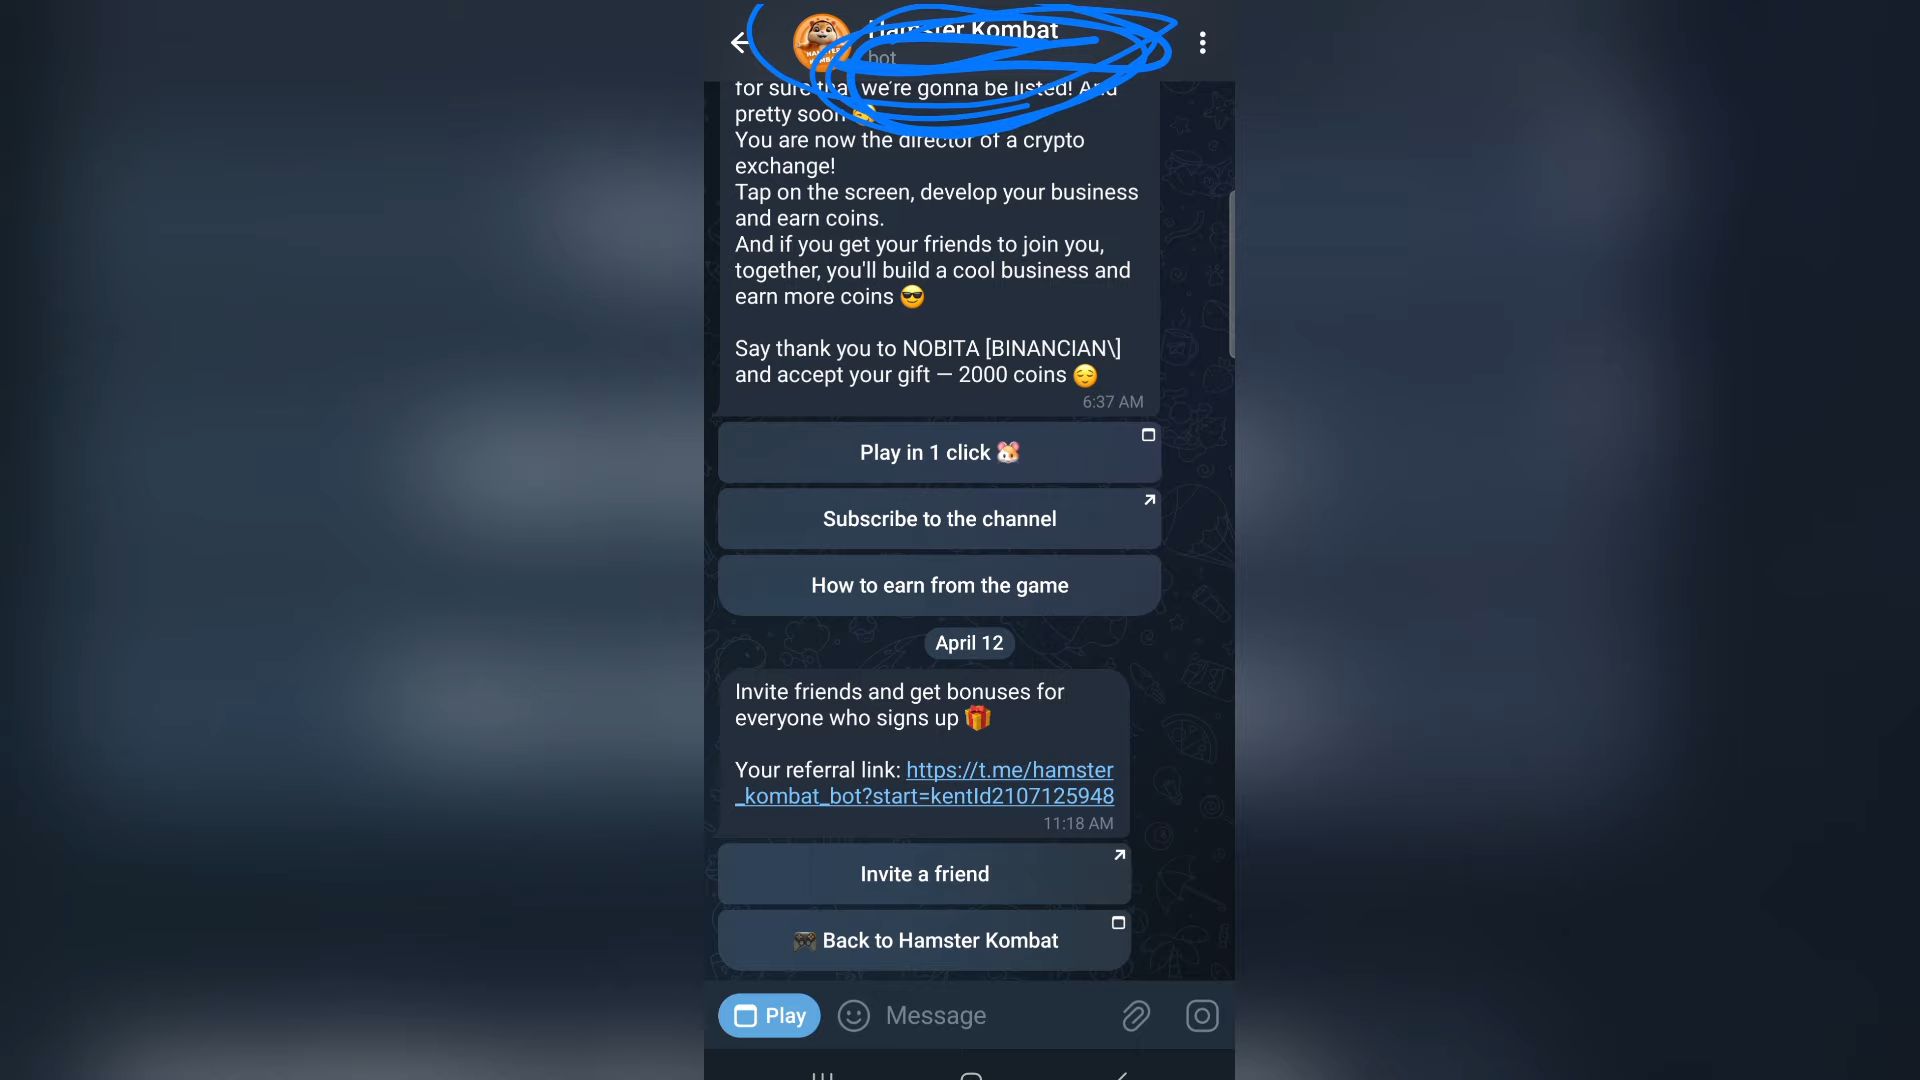 Hamster Kombat
bot
for sure that we're gonna be listed! And
pretty soon
You are now the director of a crypto
exchange!
Tap on the screen, develop your business
and earn coins.
And if you get your friends to join you,
together, you'll build a cool business and
earn more coins 😎
Say thank you to NOBITA [BINANCIAN\]
and accept your gift — 2000 coins 😌
6:37 AM
Play in 1 click 🐹
Subscribe to the channel
How to earn from the game
April 12
Invite friends and get bonuses for
everyone who signs up 🎁
Your referral link: https://t.me/hamster
_kombat_bot?start=kentId2107125948
11:18 AM
Invite a friend
🎮 Back to Hamster Kombat
Play
Message